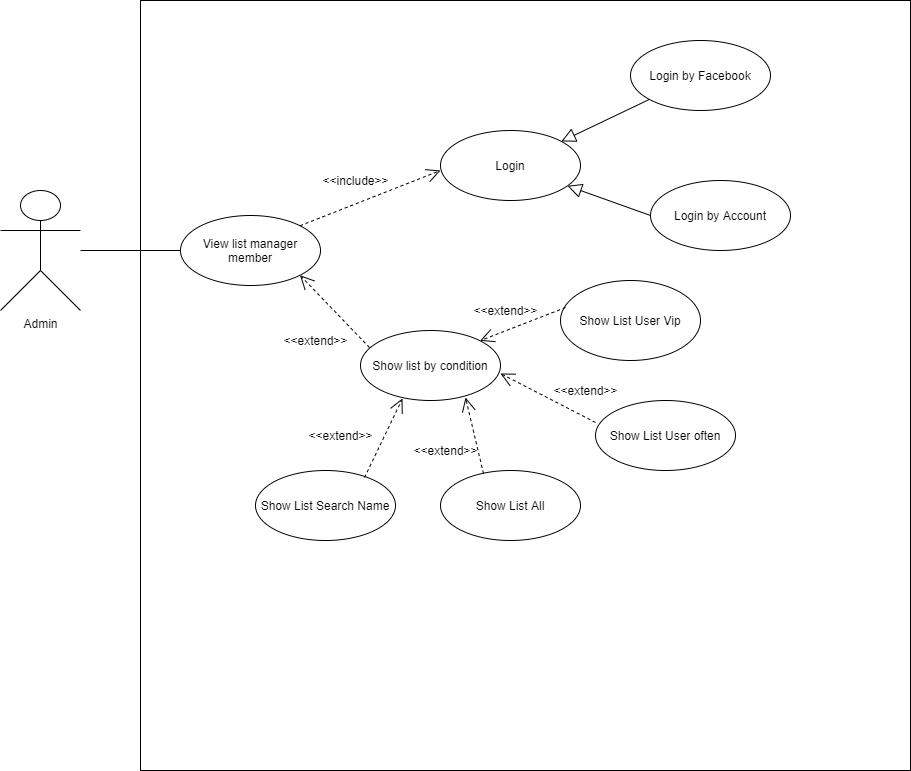 Login by Facebook
Login
<<include>>
Login by Account
View list manager
member
Admin
<<extend>>
Show List User Vip
<<extend>>
Show list by condition
<<extend>>
Show List User often
<<extend>>
<<extend>>
Show List Search Name
Show List All